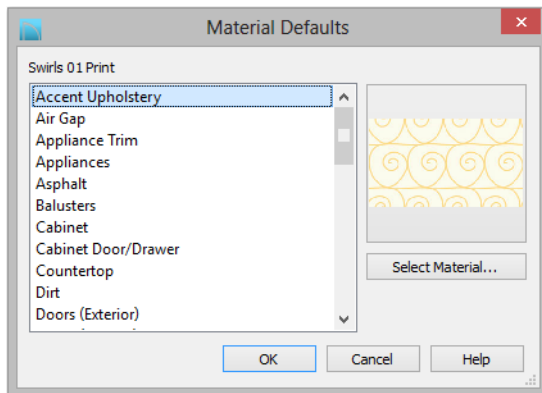 Material Defaults
Swirls 01 Print
Accent Upholstery
Air Gap
Appliance Trim
Appliances
Asphalt
Balusters
Cabinet
Cabinet Door/Drawer
Countertop
Dirt
Doors (Exterior)
Select Material...
OK
Cancel
Help